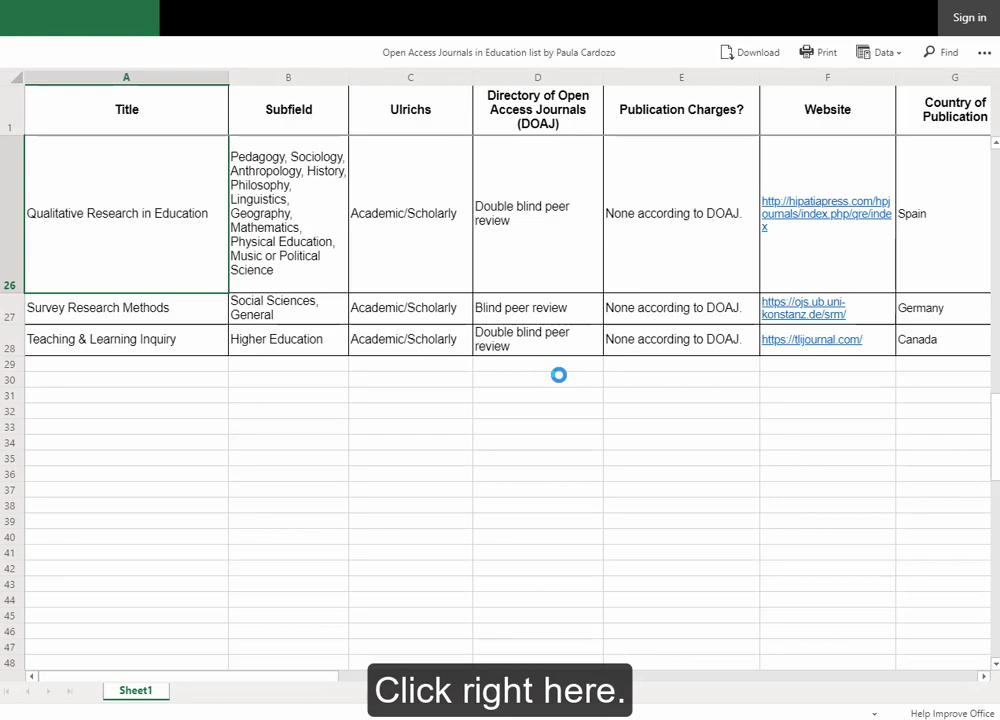 Sign in
Open Access Journals in Education list by Paula Cardozo
Download Print Data Find
A B C D E F G
1
Title
Subfield
Ulrichs
Directory of Open
Access Journals
(DOAJ)
Publication Charges?
Website
Country of
Publication
26
Qualitative Research in Education
Pedagogy, Sociology,
Anthropology, History,
Philosophy,
Linguistics,
Geography,
Mathematics,
Physical Education,
Music or Political
Science
Academic/Scholarly
Double blind peer
review
None according to DOAJ.
http://hipatiapress.com/hpj
ournals/index.php/qre/inde
x
Spain
27
Survey Research Methods
Social Sciences,
General
Academic/Scholarly
Blind peer review
None according to DOAJ.
https://ojs.ub.uni-
konstanz.de/srm/
Germany
28
Teaching & Learning Inquiry
Higher Education
Academic/Scholarly
Double blind peer
review
None according to DOAJ.
https://tlijournal.com/
Canada
29
30
31
32
33
34
35
36
37
38
39
40
41
42
43
44
45
46
47
48
Sheet1
Click right here.
Help Improve Office